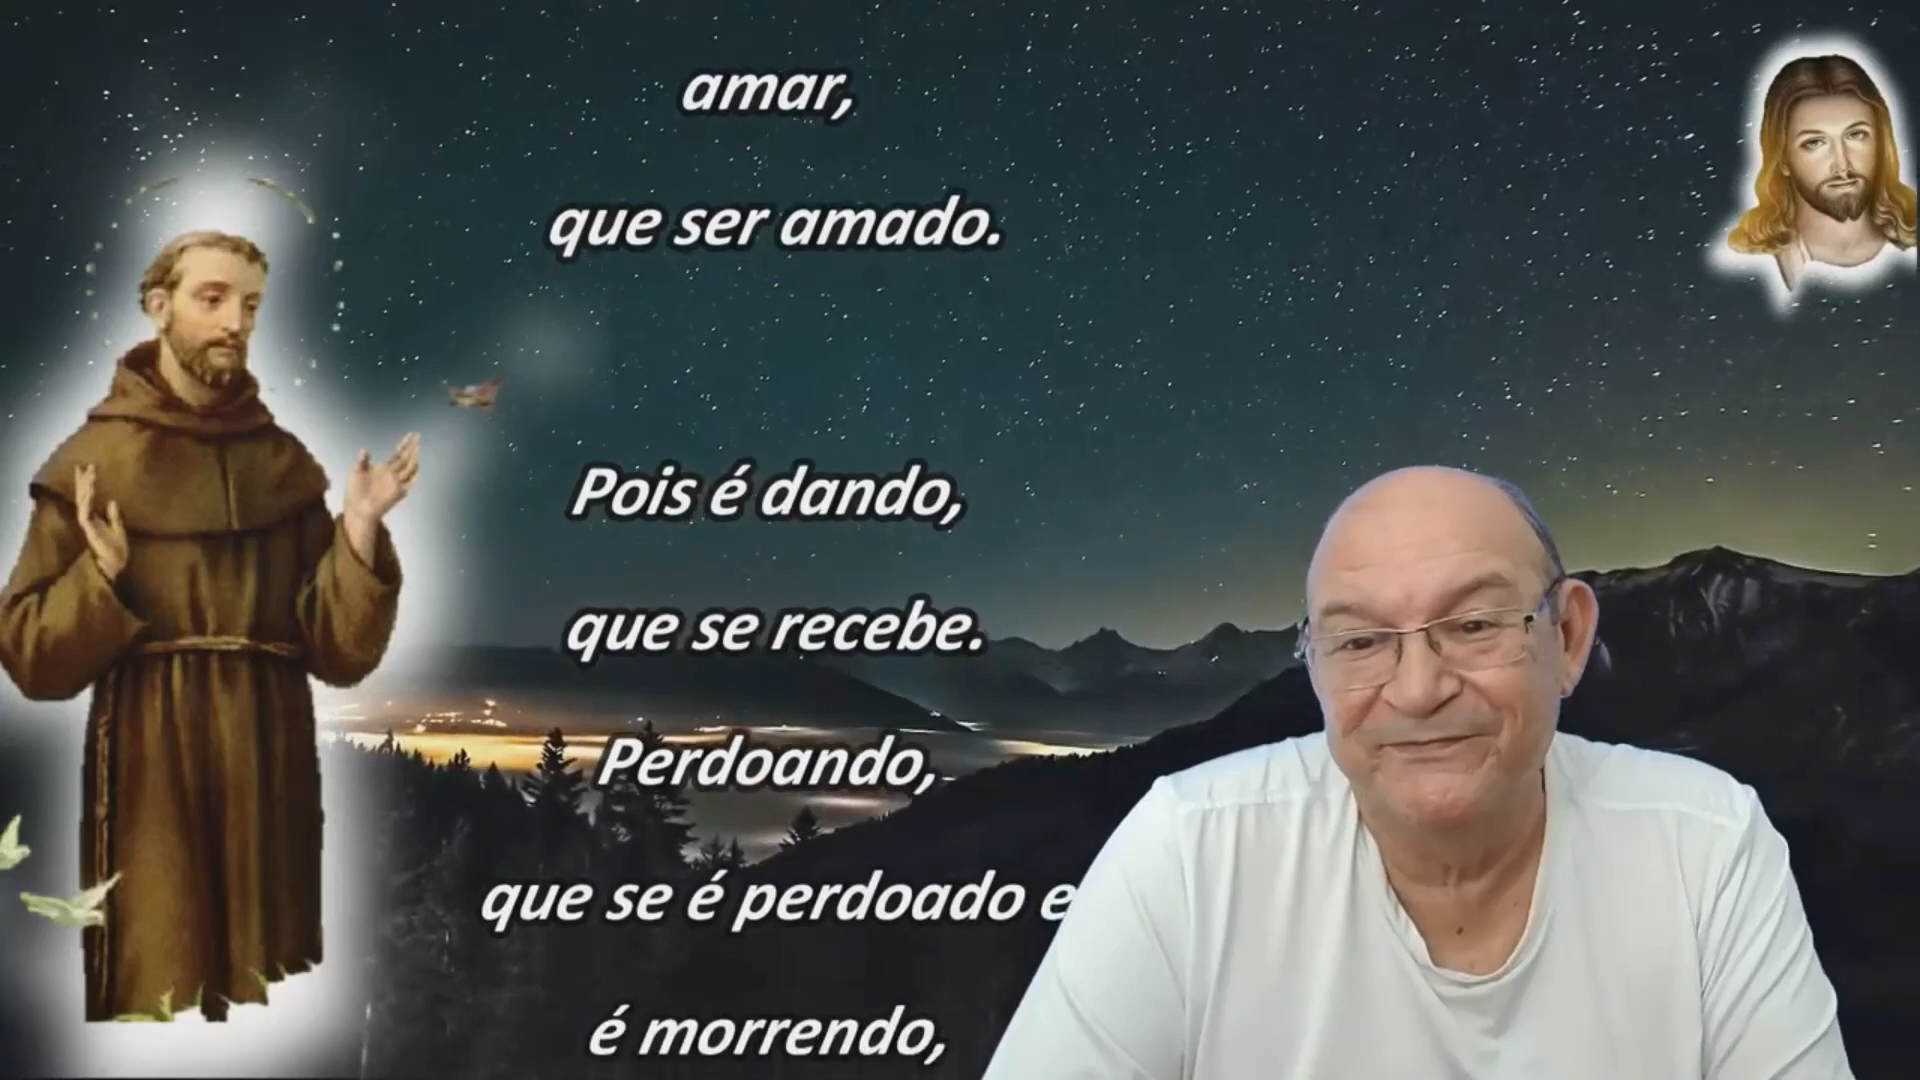 amar,
que ser amado.
Pois é dando,
que se recebe.
Perdoando,
que se é perdoado e
é morrendo,